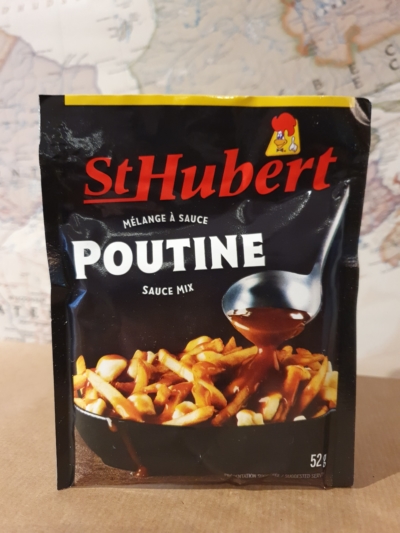 StHubert
MÉLANGE À SAUCE
POUTINE
SAUCE MIX
52g